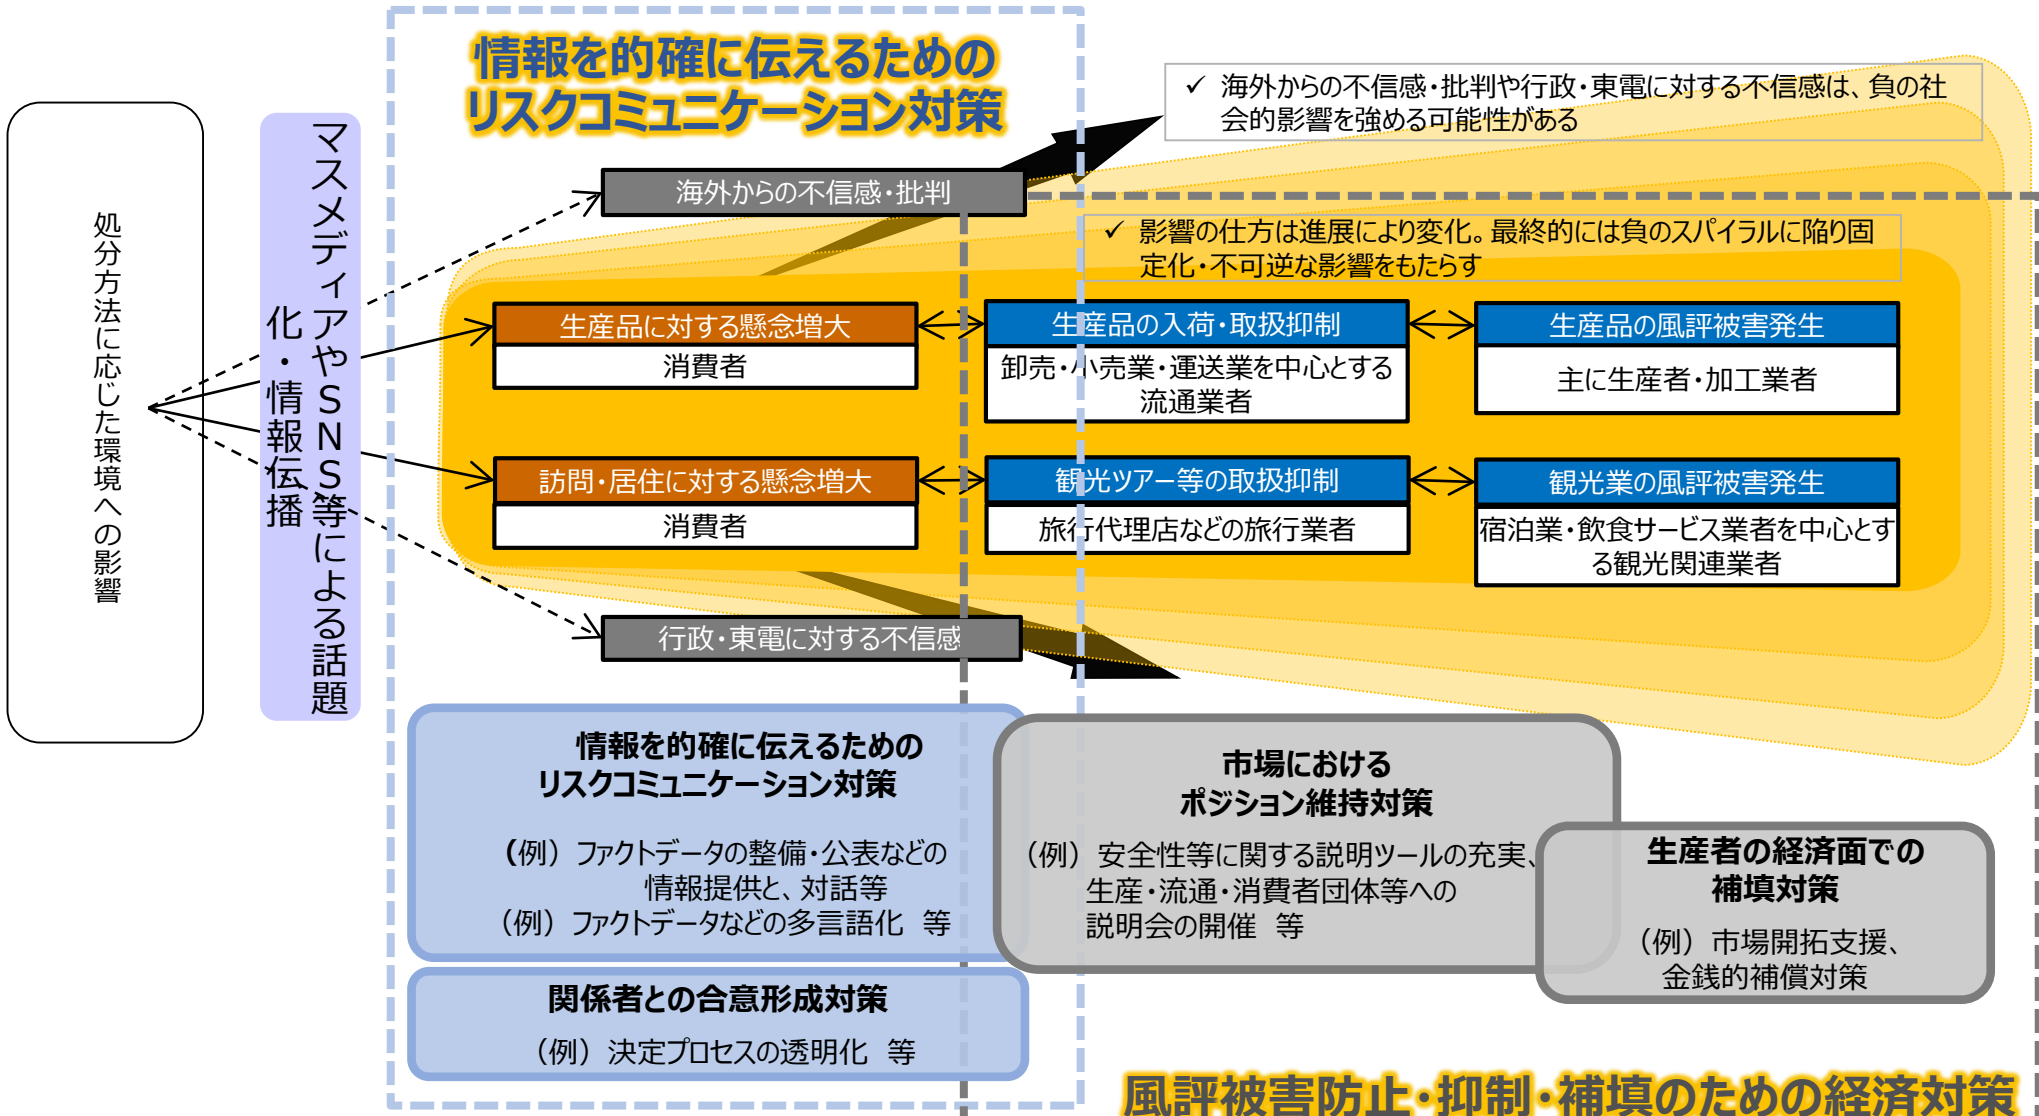 情報を的確に伝えるための
リスクコミュニケーション対策
✓ 海外からの不信感・批判や行政・東電に対する不信感は、負の社
会的影響を強める可能性がある
処分方法に応じた環境への影響
マスメディアやSNS等による話題
化・情報伝播
海外からの不信感・批判
✓ 影響の仕方は進展により変化。最終的には負のスパイラルに陥り固
定化・不可逆な影響をもたらす
生産品に対する懸念増大
消費者
生産品の入荷・取扱抑制
卸売・小売業・運送業を中心とする
流通業者
生産品の風評被害発生
主に生産者・加工業者
訪問・居住に対する懸念増大
消費者
観光ツアー等の取扱抑制
旅行代理店などの旅行業者
観光業の風評被害発生
宿泊業・飲食サービス業者を中心とす
る観光関連業者
行政・東電に対する不信感
情報を的確に伝えるための
リスクコミュニケーション対策
（例）ファクトデータの整備・公表などの
情報提供と、対話等
（例）ファクトデータなどの多言語化　等
関係者との合意形成対策
（例）決定プロセスの透明化　等
市場における
ポジション維持対策
（例）安全性等に関する説明ツールの充実、
生産・流通・消費者団体等への
説明会の開催　等
生産者の経済面での
補填対策
（例）市場開拓支援、
金銭的補償対策
風評被害防止・抑制・補填のための経済対策